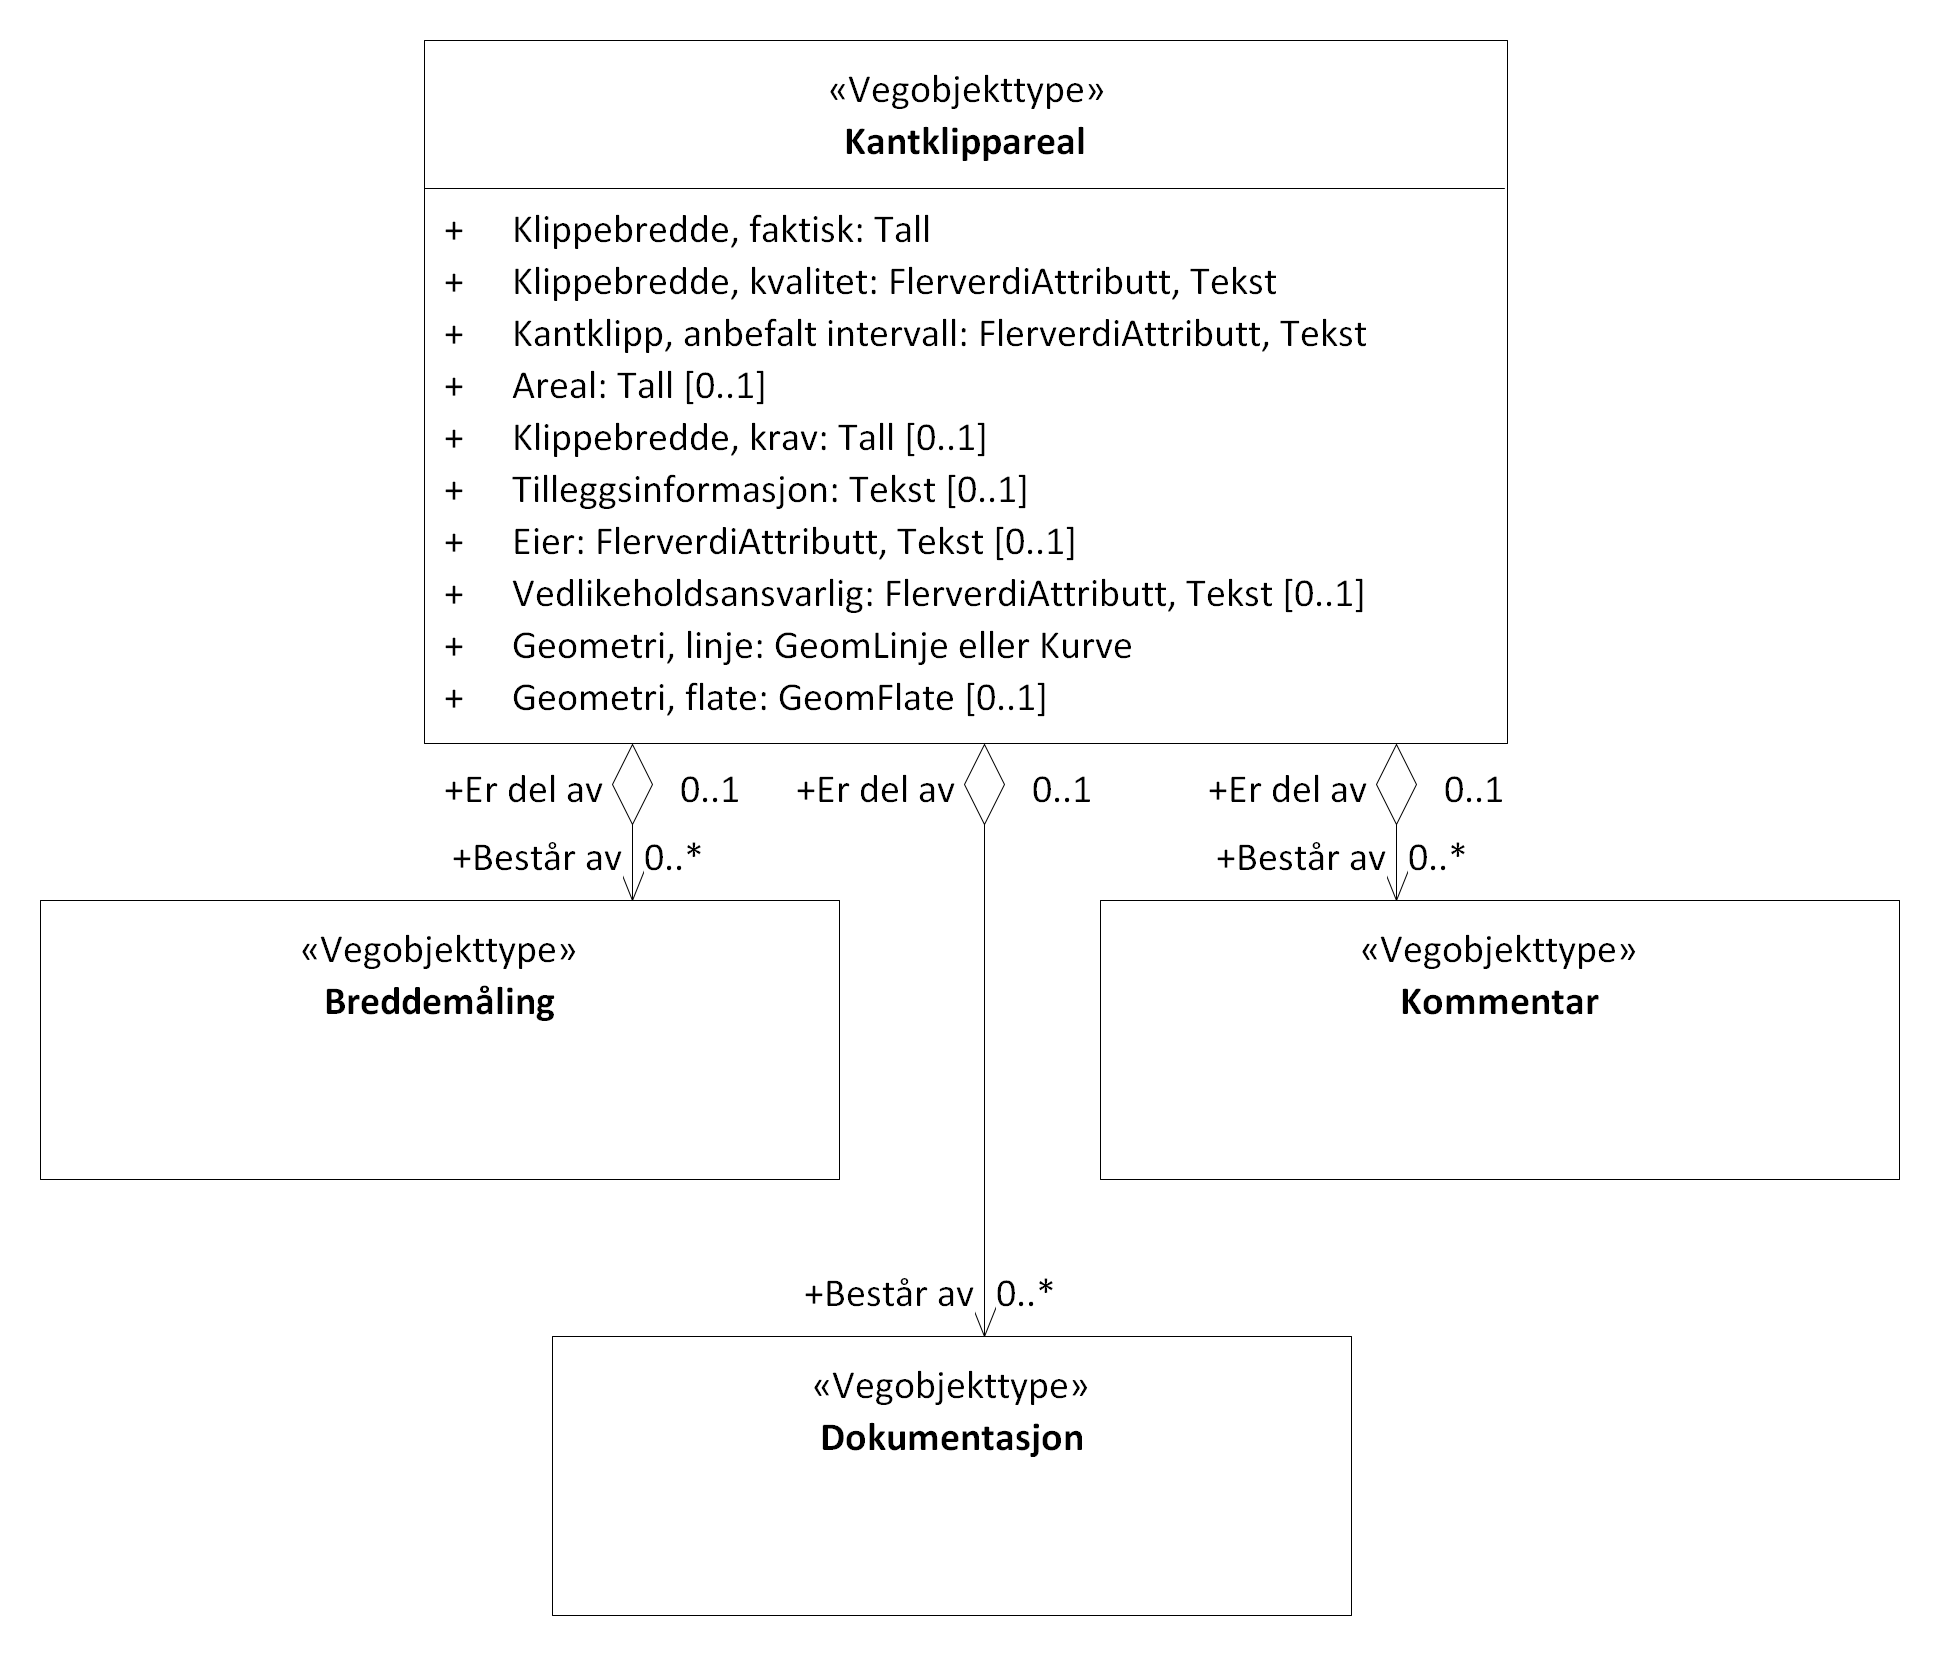 «Vegobjekttype»
Kantklippareal
+ Klippebredde, faktisk: Tall
+ Klippebredde, kvalitet: FlerverdiAttributt, Tekst
+ Kantklipp, anbefalt intervall: FlerverdiAttributt, Tekst
+ Areal: Tall [0..1]
+ Klippebredde, krav: Tall [0..1]
+ Tilleggsinformasjon: Tekst [0..1]
+ Eier: FlerverdiAttributt, Tekst [0..1]
+ Vedlikeholdsansvarlig: FlerverdiAttributt, Tekst [0..1]
+ Geometri, linje: GeomLinje eller Kurve
+ Geometri, flate: GeomFlate [0..1]
+Er del av 0..1 +Er del av 0..1 +Er del av 0..1
+Består av 0..* +Består av 0..*
«Vegobjekttype» «Vegobjekttype»
Breddemåling Kommentar
+Består av 0..*
«Vegobjekttype»
Dokumentasjon